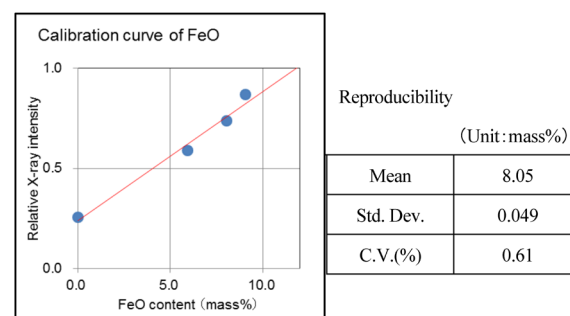 Calibration curve of FeO
Relative X-ray intensity
1.0
0.5
0.0
0.0 5.0 10.0
FeO content (mass%)
Reproducibility
(Unit:mass%)
Mean 8.05
Std. Dev. 0.049
C.V.(%) 0.61